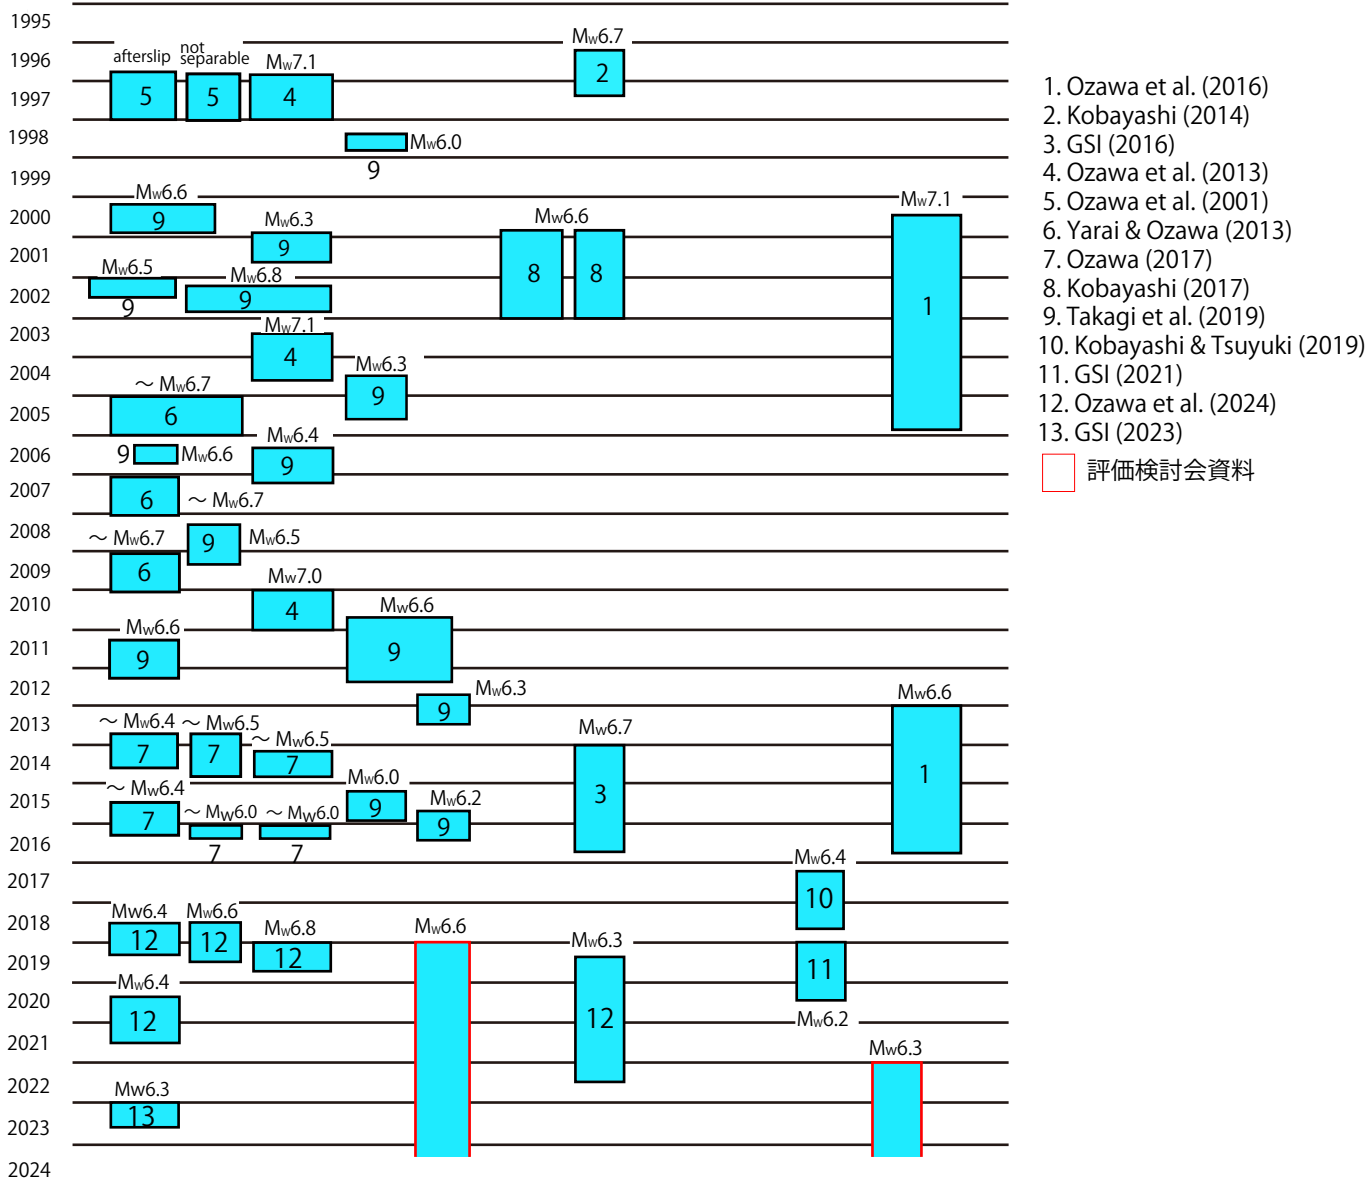 1995
1996
1997
1998
1999
2000
2001
2002
2003
2004
2005
2006
2007
2008
2009
2010
2011
2012
2013
2014
2015
2016
2017
2018
2019
2020
2021
2022
2023
2024
afterslip
not
separable
Mw7.1
Mw6.7
5
5
4
2
Mw6.0
9
Mw6.6
9
Mw6.3
9
Mw6.6
8
8
Mw7.1
1
Mw6.5
9
Mw6.8
9
Mw7.1
4
Mw6.3
9
～ Mw6.7
6
Mw6.4
9
9
Mw6.6
6
～ Mw6.7
9
Mw6.5
～ Mw6.7
6
Mw7.0
4
Mw6.6
9
Mw6.6
9
Mw6.3
9
Mw6.6
1
～ Mw6.4
7
～ Mw6.5
7
～ Mw6.5
7
Mw6.7
3
～ Mw6.4
7
～ Mw6.0
7
～ Mw6.0
7
Mw6.0
9
Mw6.2
9
Mw6.4
10
Mw6.4
12
Mw6.6
12
Mw6.8
12
Mw6.6
Mw6.3
12
11
Mw6.2
Mw6.4
12
Mw6.3
Mw6.3
13
1. Ozawa et al. (2016)
2. Kobayashi (2014)
3. GSI (2016)
4. Ozawa et al. (2013)
5. Ozawa et al. (2001)
6. Yarai & Ozawa (2013)
7. Ozawa (2017)
8. Kobayashi (2017)
9. Takagi et al. (2019)
10. Kobayashi & Tsuyuki (2019)
11. GSI (2021)
12. Ozawa et al. (2024)
13. GSI (2023)
評価検討会資料